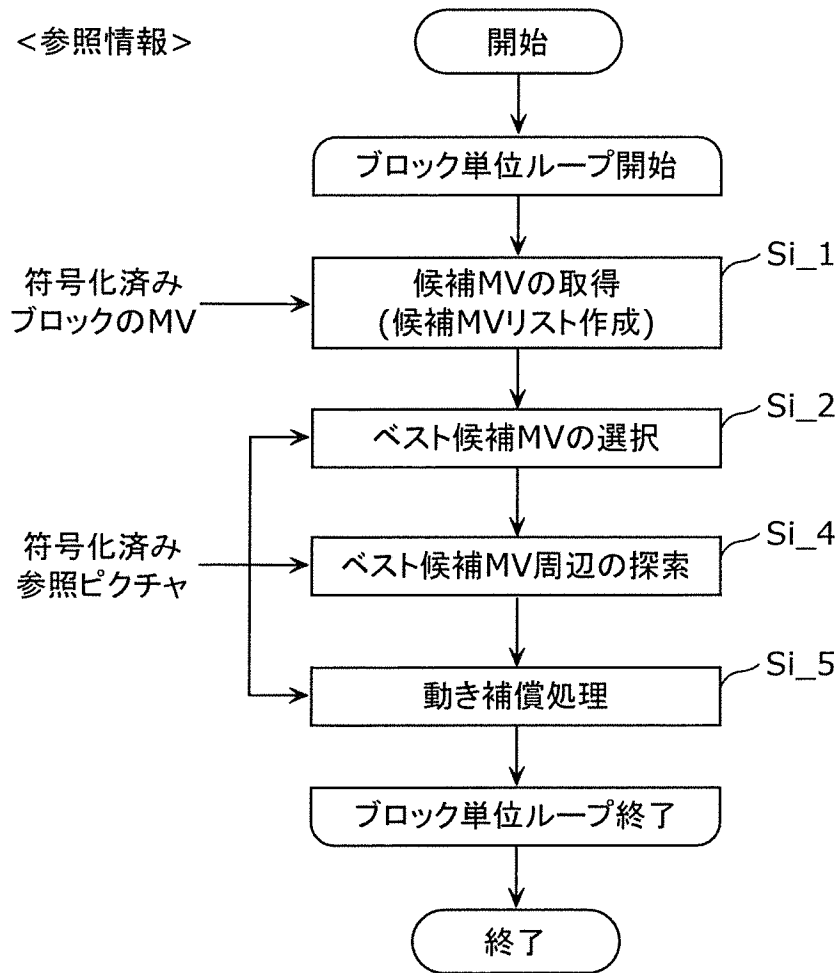 <参照情報>
開始
ブロック単位ループ開始
符号化済み
ブロックのMV
候補MVの取得
(候補MVリスト作成)
Si_1
ベスト候補MVの選択
Si_2
符号化済み
参照ピクチャ
ベスト候補MV周辺の探索
Si_4
動き補償処理
Si_5
ブロック単位ループ終了
終了